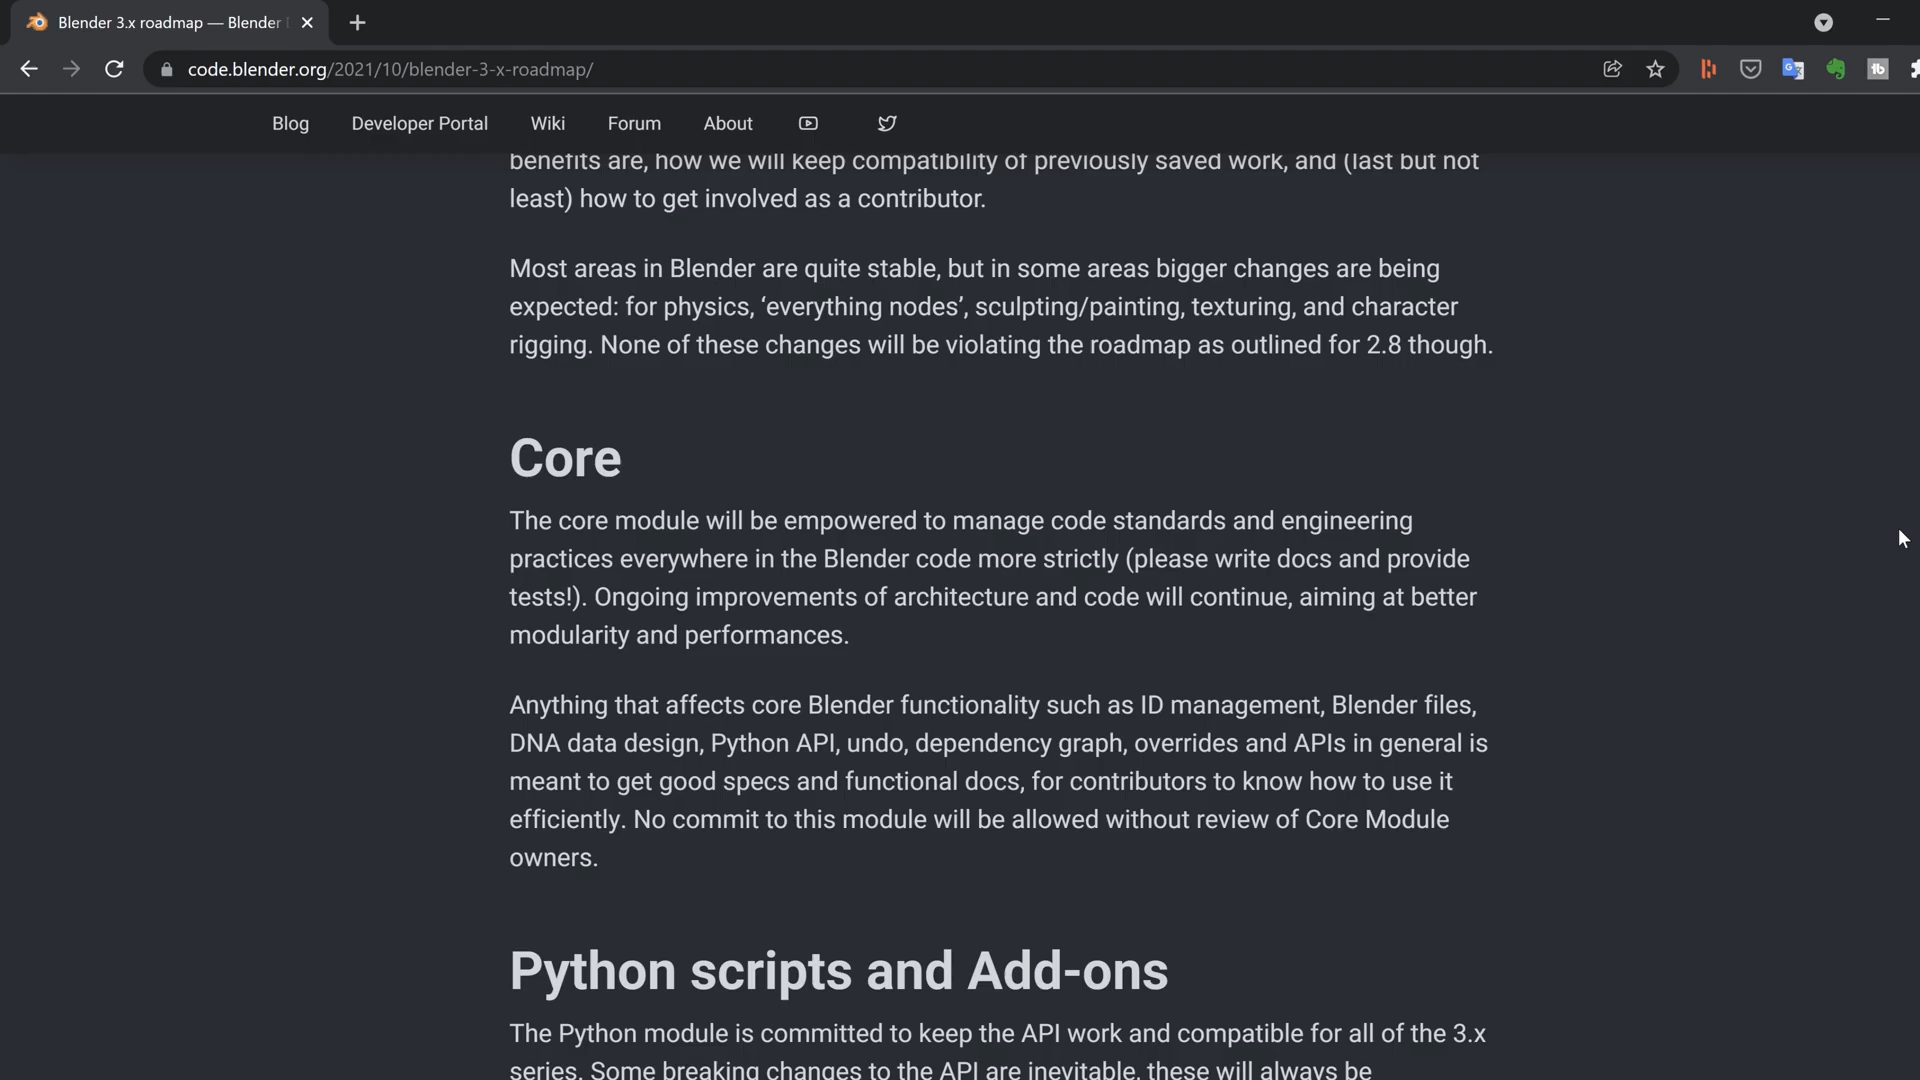 Blender 3.x roadmap — Blender
code.blender.org/2021/10/blender-3-x-roadmap/
Blog Developer Portal Wiki Forum About
benefits are, how we will keep compatibility of previously saved work, and (last but not
least) how to get involved as a contributor.
Most areas in Blender are quite stable, but in some areas bigger changes are being
expected: for physics, ‘everything nodes’, sculpting/painting, texturing, and character
rigging. None of these changes will be violating the roadmap as outlined for 2.8 though.
Core
The core module will be empowered to manage code standards and engineering
practices everywhere in the Blender code more strictly (please write docs and provide
tests!). Ongoing improvements of architecture and code will continue, aiming at better
modularity and performances.
Anything that affects core Blender functionality such as ID management, Blender files,
DNA data design, Python API, undo, dependency graph, overrides and APIs in general is
meant to get good specs and functional docs, for contributors to know how to use it
efficiently. No commit to this module will be allowed without review of Core Module
owners.
Python scripts and Add-ons
The Python module is committed to keep the API work and compatible for all of the 3.x
series. Some breaking changes to the API are inevitable, these will always be